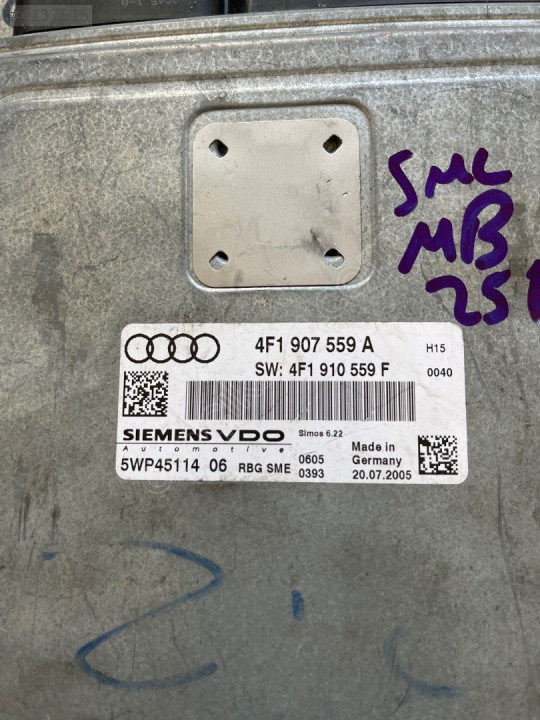 4F1 907 559 A
H15
SW: 4F1 910 559 F
0040
SIEMENS VDO
Simos 6.22
Automotive
5WP45114 06 RBG SME
0605
0393
Made in
Germany
20.07.2005
SML
MB